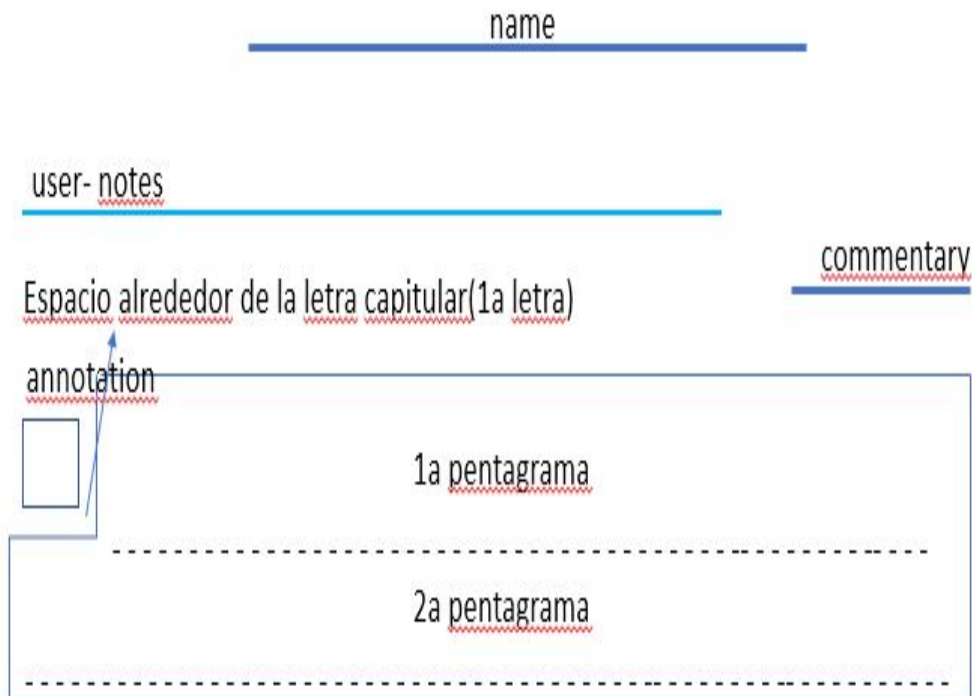 name
user- notes
commentary
Espacio alrededor de la letra capitular(1a letra)
annotation
1a pentagrama
2a pentagrama